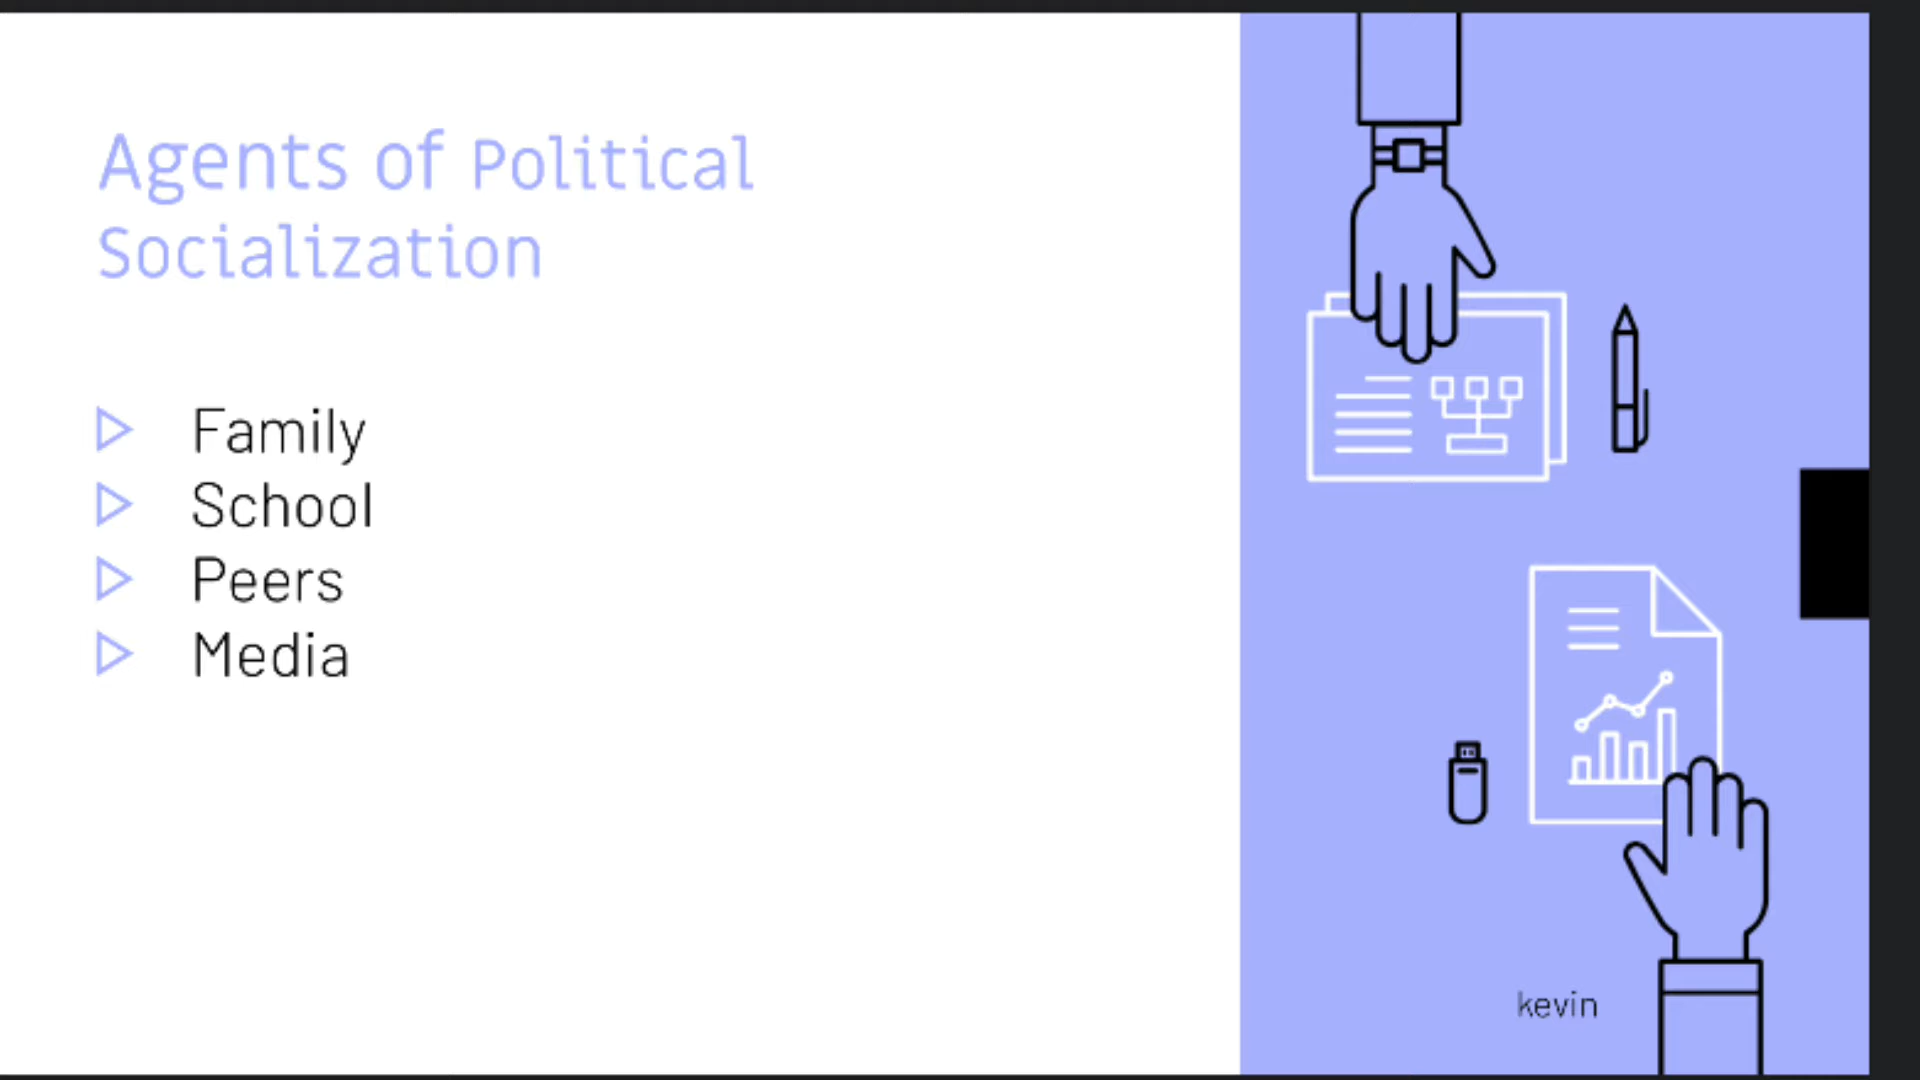 Agents of Political
Socialization
Family
School
Peers
Media
kevin